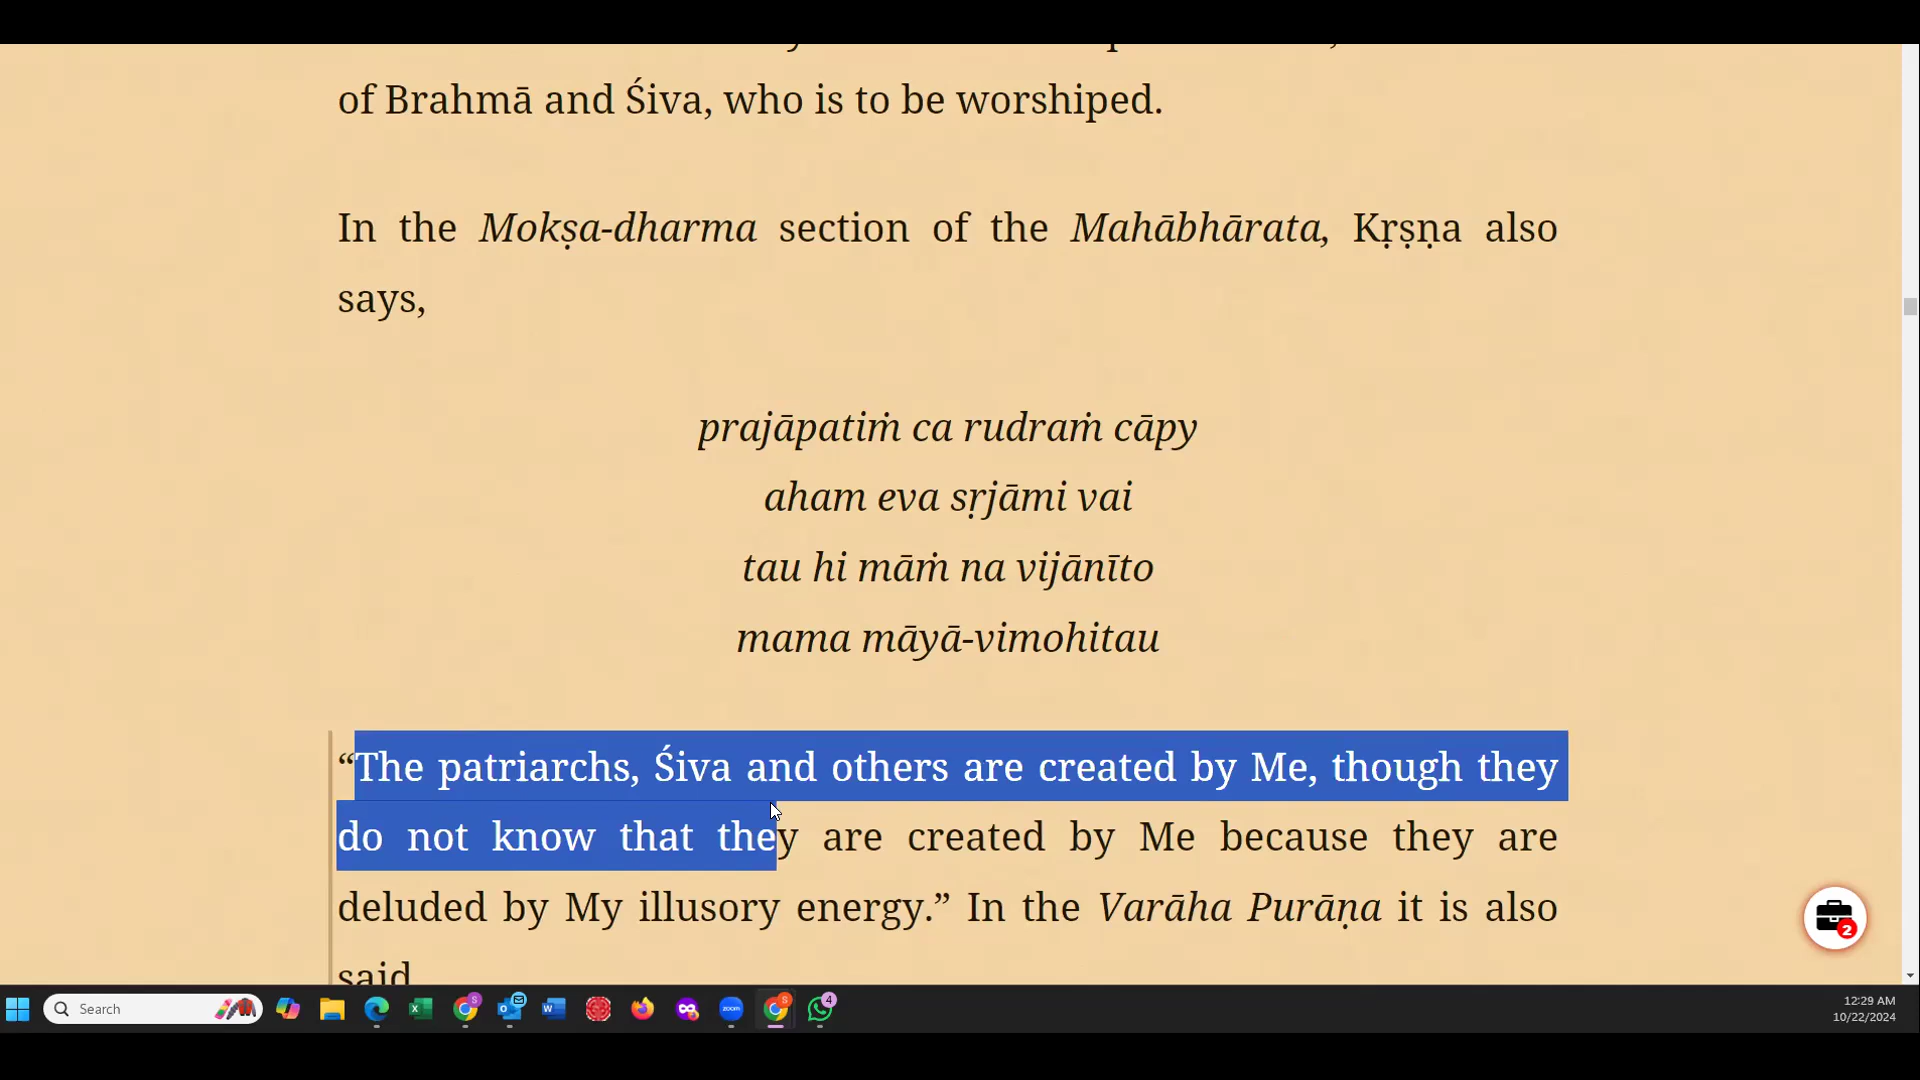 of Brahmā and Śiva, who is to be worshiped.
In the Mokṣa-dharma section of the Mahābhārata, Kṛṣṇa also
says,
prajāpatiṁ ca rudraṁ cāpy
aham eva sṛjāmi vai
tau hi māṁ na vijānīto
mama māyā-vimohitau
“The patriarchs, Śiva and others are created by Me, though they
do not know that they are created by Me because they are
deluded by My illusory energy.” In the Varāha Purāṇa it is also
said
2
Search
S
W
zoom
S
4
12:29 AM
10/22/2024